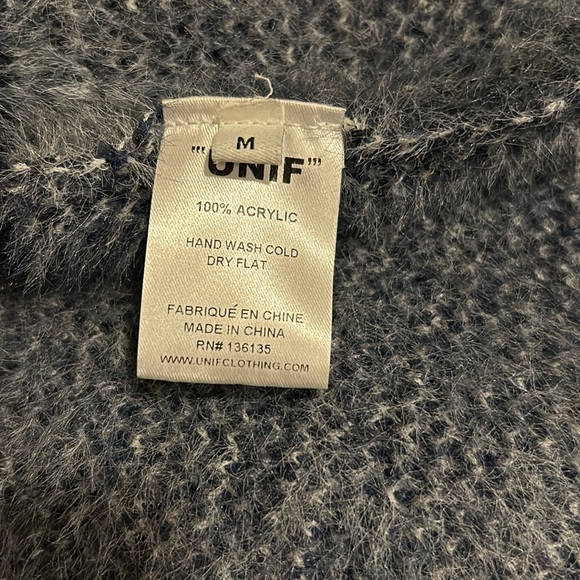 M
"'UNIF'"
100% ACRYLIC
HAND WASH COLD
DRY FLAT
FABRIQUÉ EN CHINE
MADE IN CHINA
RN# 136135
WWW.UNIFCLOTHING.COM